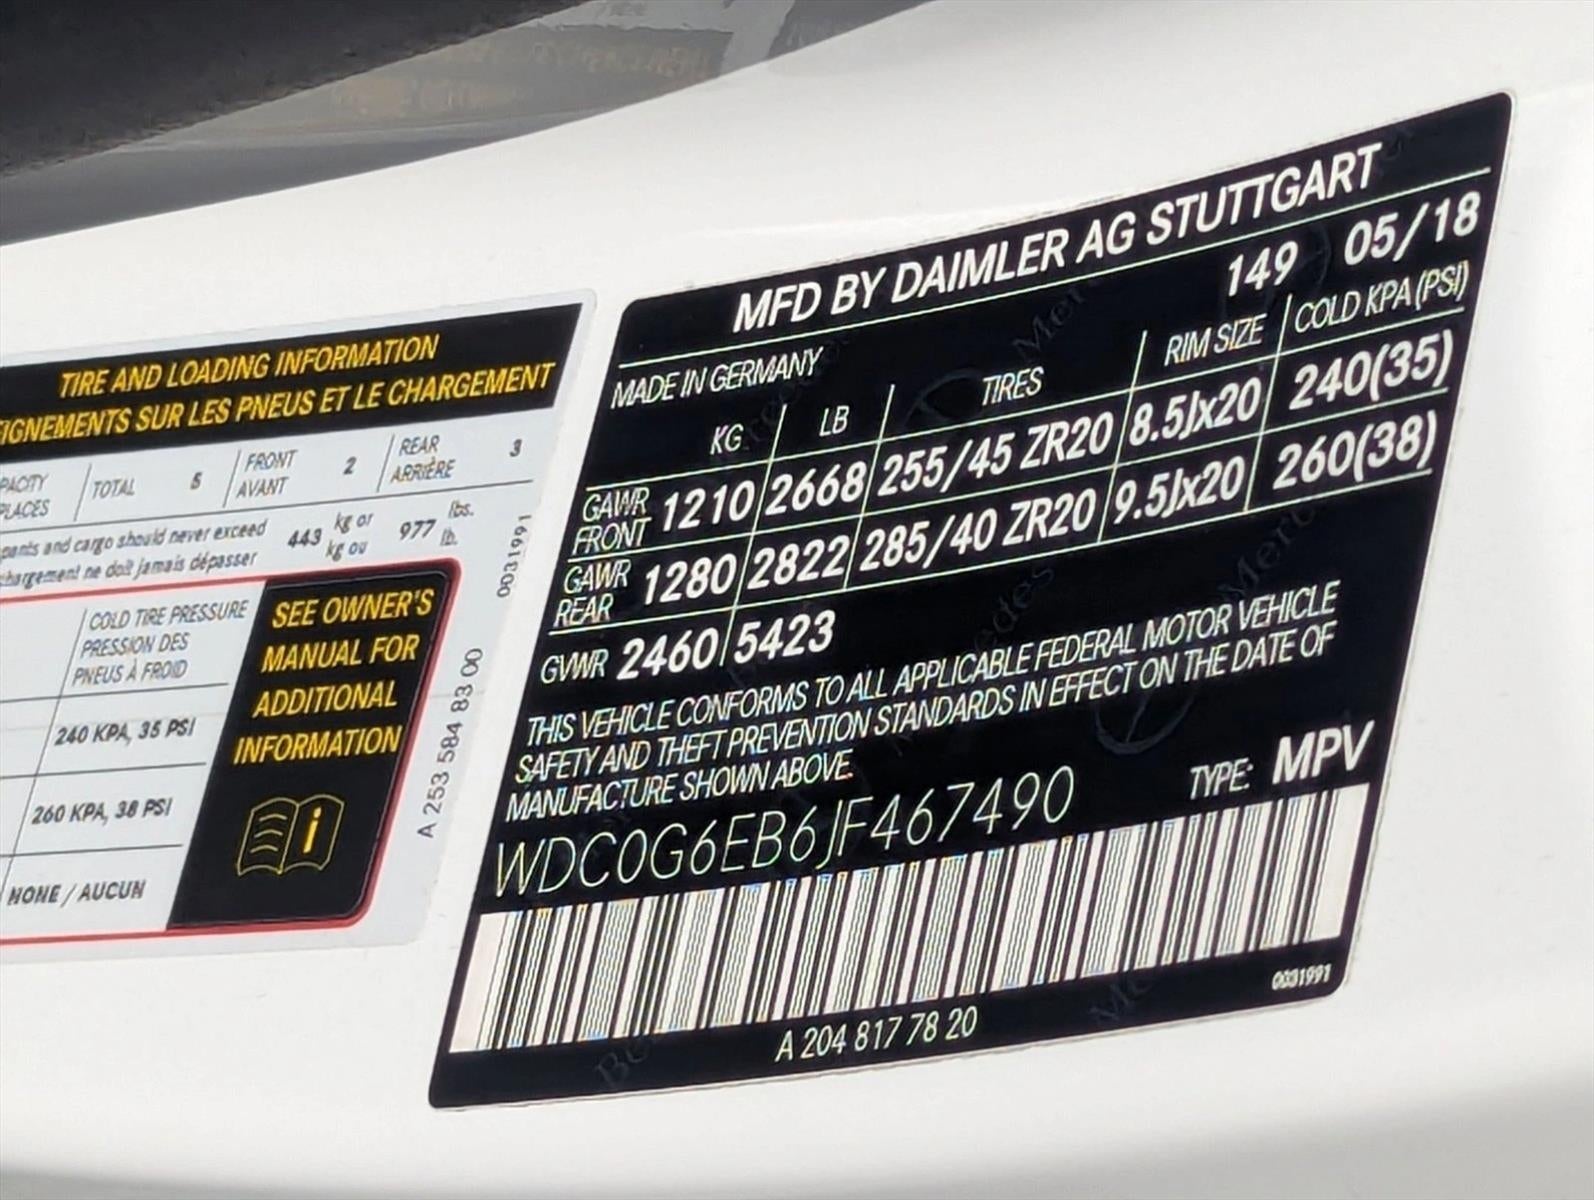 TIRE AND LOADING INFORMATION
IGNEMENTS SUR LES PNEUS ET LE CHARGEMENT
PACITY
PLACES
TOTAL 5
FRONT
AVANT
2
REAR
ARRIÈRE
3
pants and cargo should never exceed
chargement ne doit jamais dépasser
443
kg or
kg ou
977
lbs.
lb.
COLD TIRE PRESSURE
PRESSION DES
PNEUS À FROID
240 KPA, 35 PSI
260 KPA, 38 PSI
NONE / AUCUN
SEE OWNER'S
MANUAL FOR
ADDITIONAL
INFORMATION
i
0031991
A 253 584 83 00
MFD BY DAIMLER AG STUTTGART
MADE IN GERMANY 149 05/18
KG LB TIRES RIM SIZE COLD KPA (PSI)
GAWR
FRONT
1210 2668 255/45 ZR20 8.5Jx20 240(35)
GAWR
REAR
1280 2822 285/40 ZR20 9.5Jx20 260(38)
GVWR 2460 5423
THIS VEHICLE CONFORMS TO ALL APPLICABLE FEDERAL MOTOR VEHICLE
SAFETY AND THEFT PREVENTION STANDARDS IN EFFECT ON THE DATE OF
MANUFACTURE SHOWN ABOVE.
WDC0G6EB6JF467490 TYPE: MPV
0031991
A 204 817 78 20